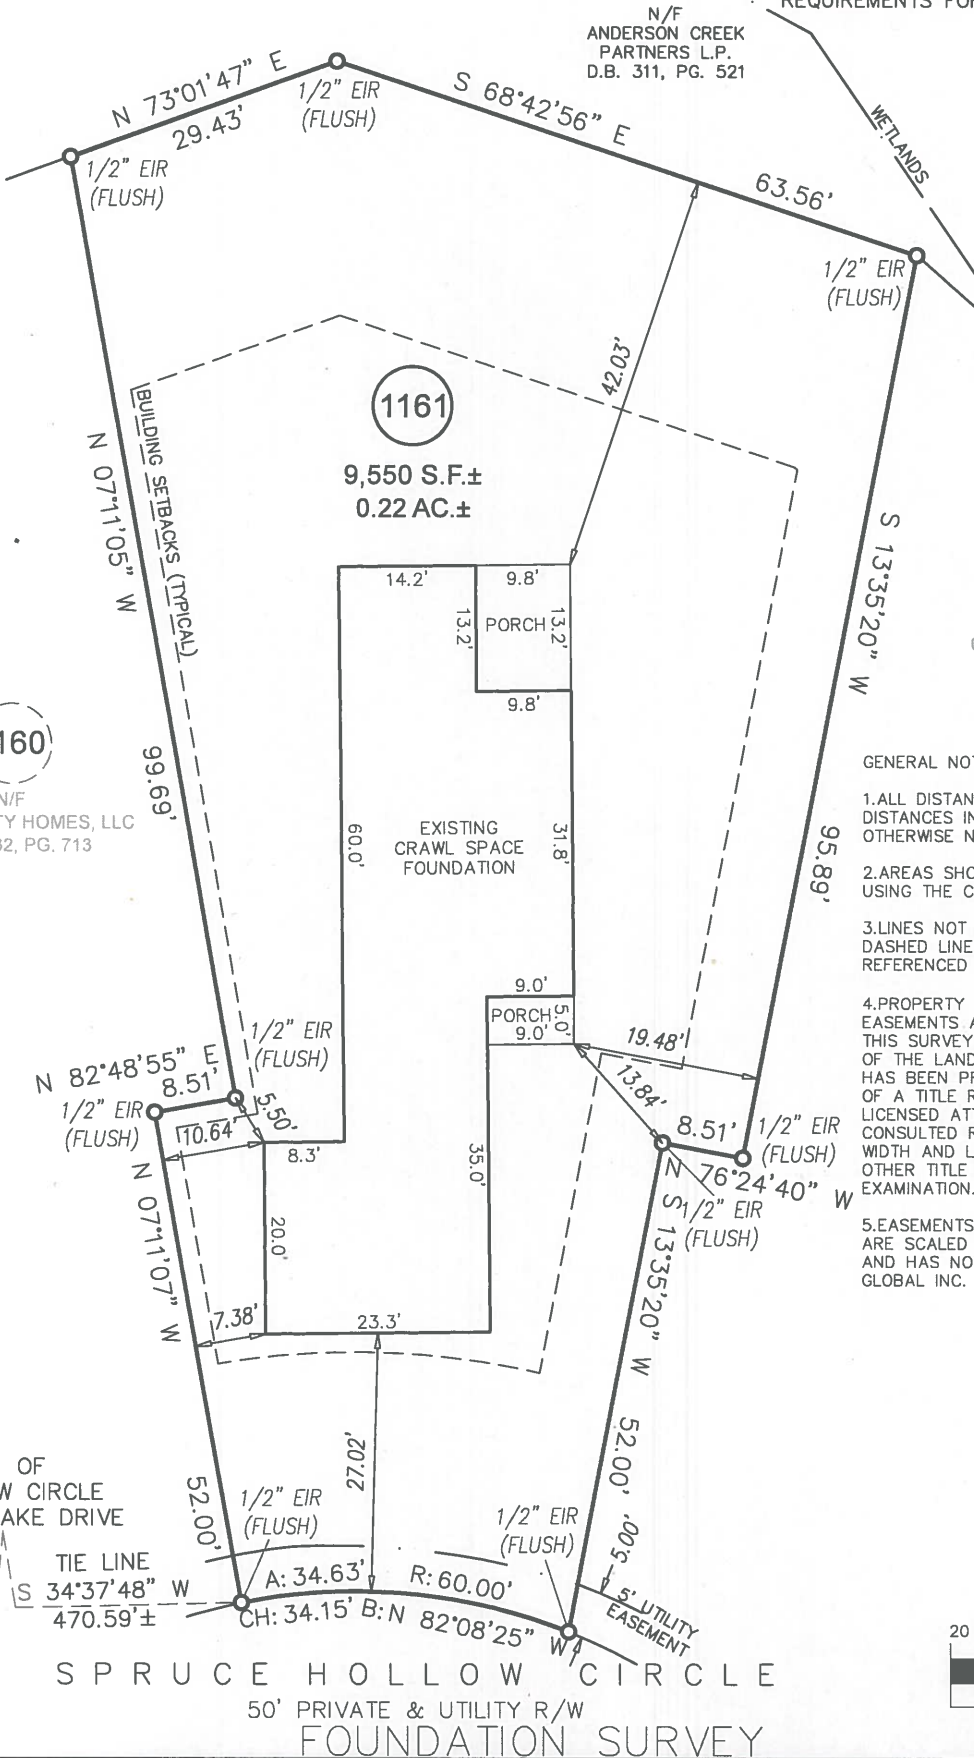 REQUIREMENTS FOR
N/F
ANDERSON CREEK
PARTNERS L.P.
D.B. 311, PG. 521
N 73°01'47" E
29.43'
1/2" EIR
(FLUSH)
S 68°42'56" E
63.56'
WETLANDS
1/2" EIR
(FLUSH)
1/2" EIR
(FLUSH)
42.03'
1161
9,550 S.F.±
0.22 AC.±
BUILDING SETBACKS (TYPICAL)
N 07°11'05" W
99.69'
S 13°35'20" W
95.89'
14.2'
9.8'
13.2'
PORCH
13.2'
9.8'
160
N/F
TY HOMES, LLC
32, PG. 713
60.0'
EXISTING
CRAWL SPACE
FOUNDATION
31.8'
GENERAL NOT
1.ALL DISTAN
DISTANCES IN
OTHERWISE N
2.AREAS SHO
USING THE C
3.LINES NOT
DASHED LINE
REFERENCED
4.PROPERTY
EASEMENTS A
THIS SURVEY
OF THE LAND
HAS BEEN PR
OF A TITLE R
LICENSED ATT
CONSULTED R
WIDTH AND L
OTHER TITLE
EXAMINATION.
5.EASEMENTS
ARE SCALED
AND HAS NO
GLOBAL INC.
9.0'
PORCH
5.0'
9.0'
19.48'
13.84'
N 82°48'55" E
8.51'
1/2" EIR
(FLUSH)
1/2" EIR
(FLUSH)
5.50'
10.64'
8.3'
35.0'
8.51'
1/2" EIR
(FLUSH)
N 76°24'40" W
1/2" EIR
(FLUSH)
N 07°11'07" W
52.00'
20.0'
7.38'
23.3'
S 13°35'20" W
52.00'
27.02'
OF
W CIRCLE
AKE DRIVE
TIE LINE
S 34°37'48" W
470.59'±
1/2" EIR
(FLUSH)
1/2" EIR
(FLUSH)
A: 34.63' R: 60.00'
CH: 34.15' B: N 82°08'25" W
5.00'
5' UTILITY
EASEMENT
20
SPRUCE HOLLOW CIRCLE
50' PRIVATE & UTILITY R/W
FOUNDATION SURVEY